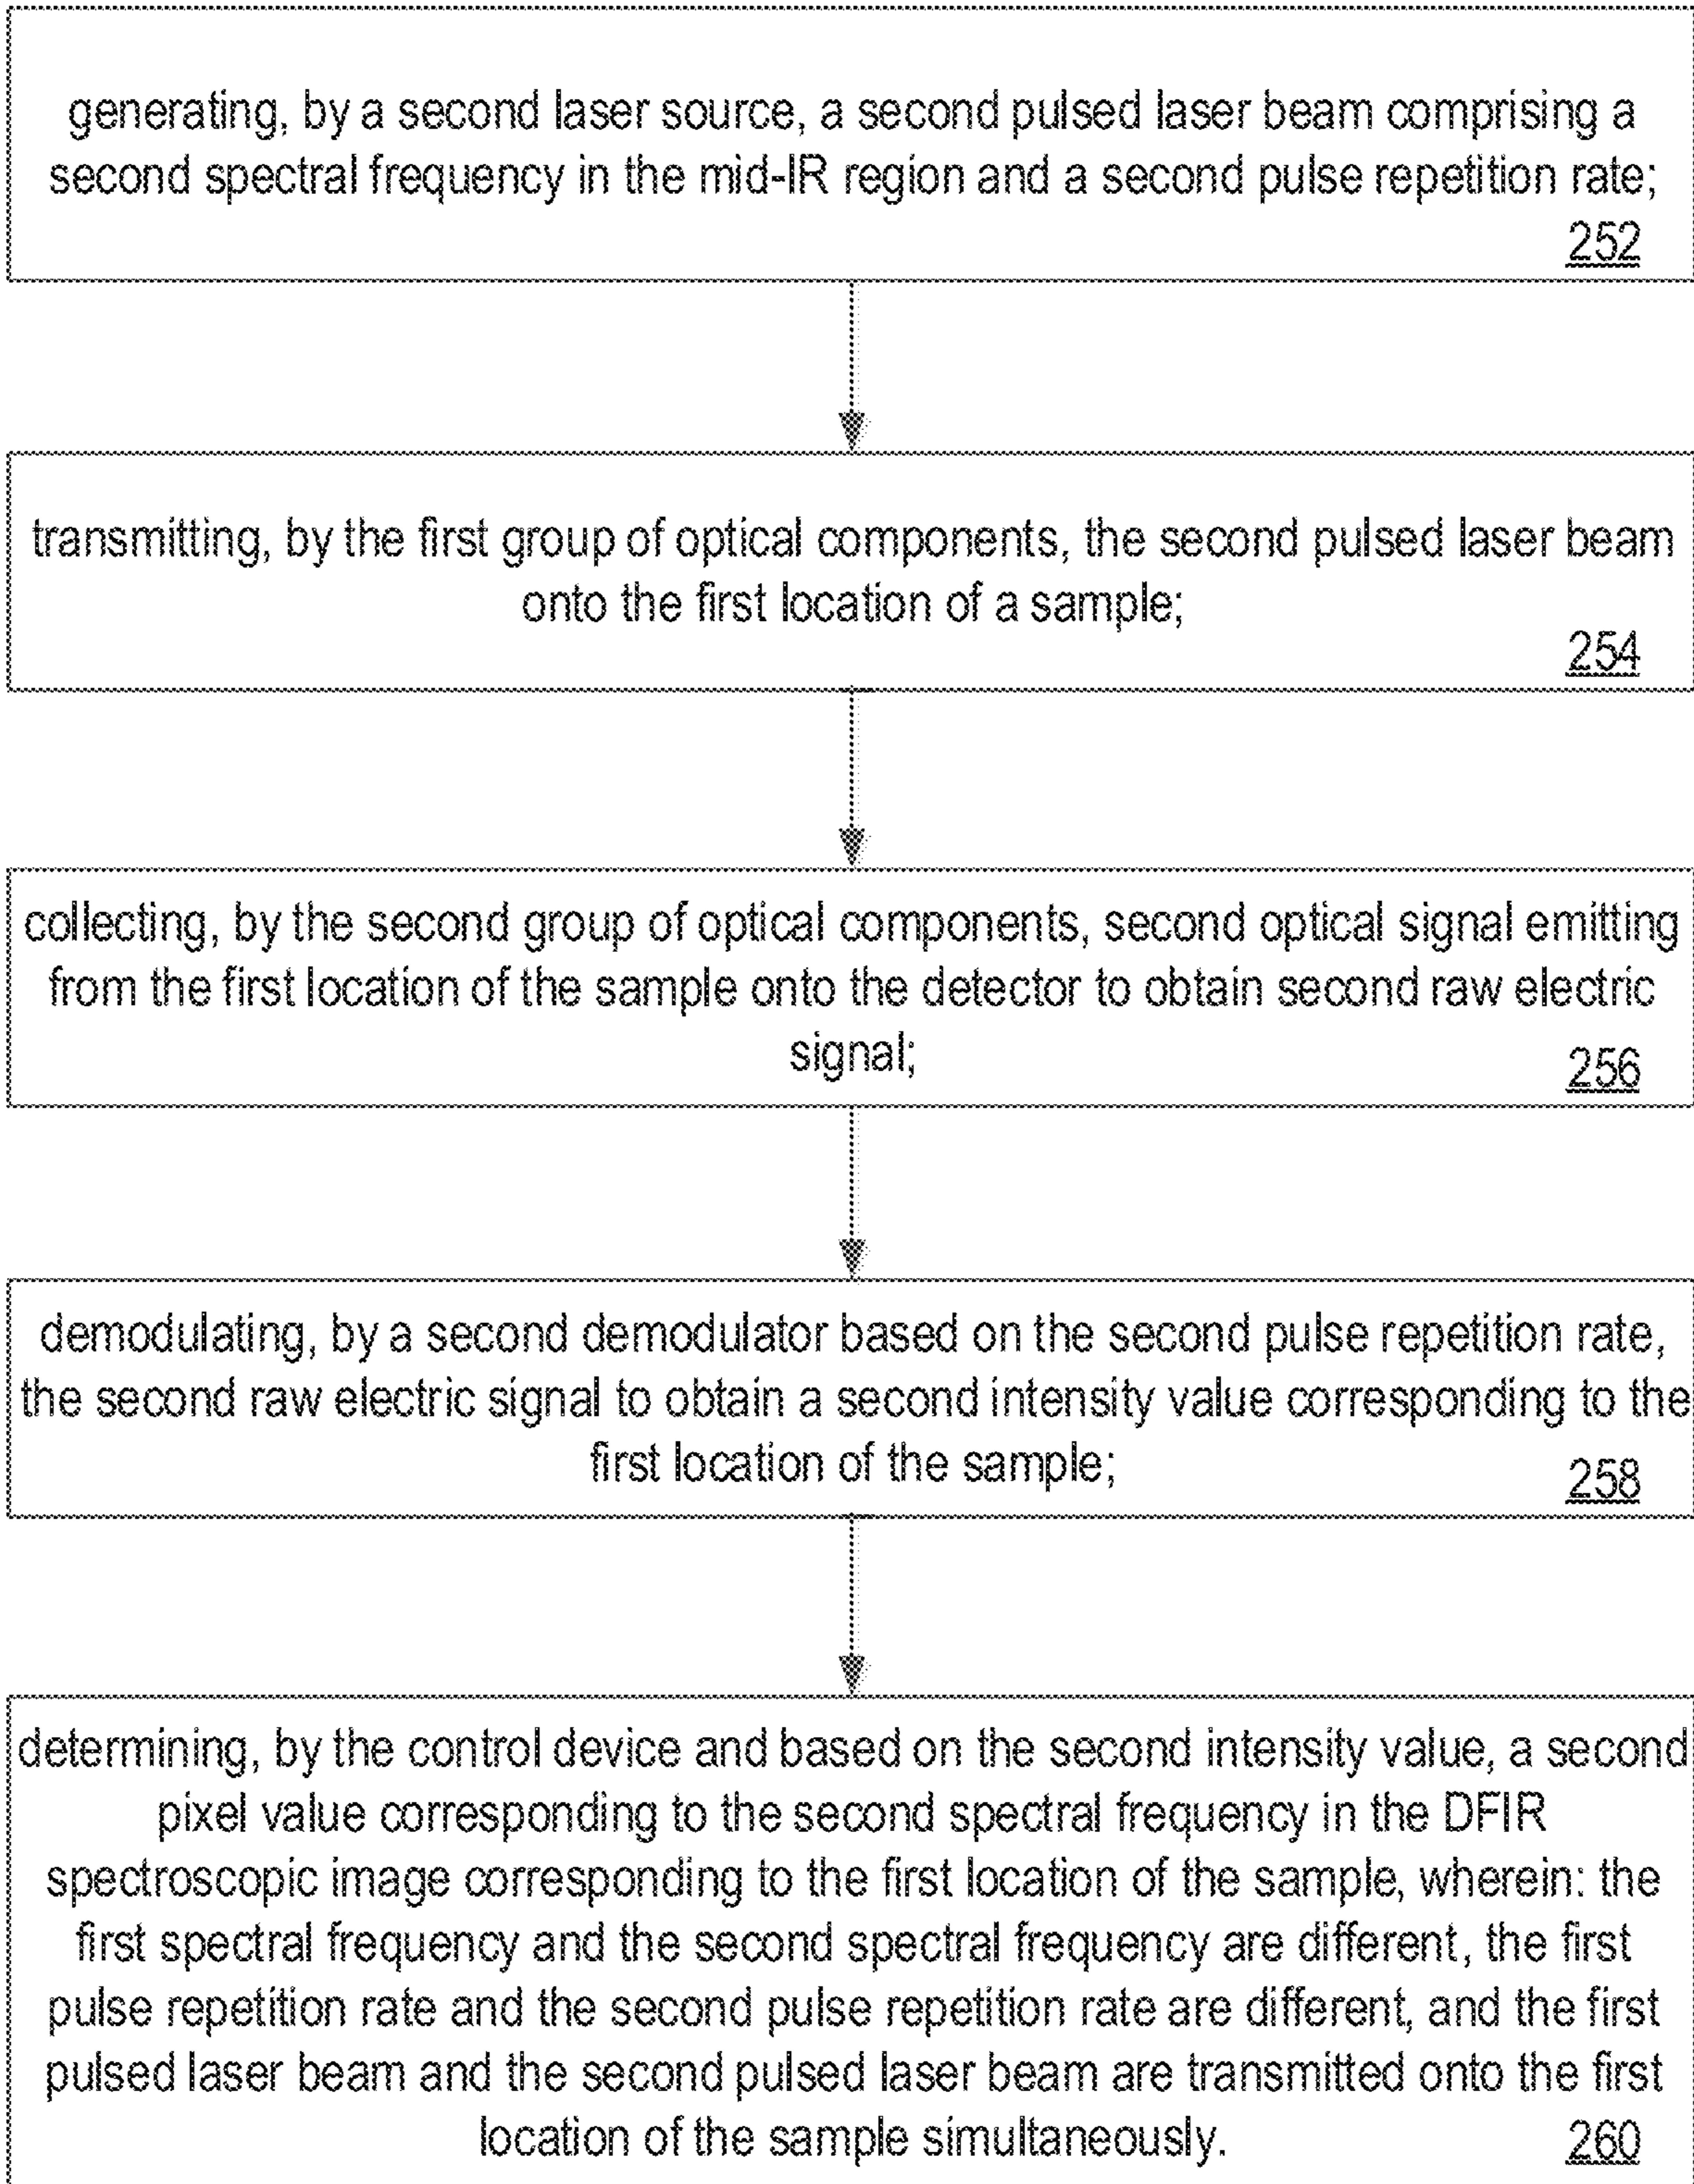 generating, by a second laser source, a second pulsed laser beam comprising a
second spectral frequency in the mid-IR region and a second pulse repetition rate;
252
transmitting, by the first group of optical components, the second pulsed laser beam
onto the first location of a sample;
254
collecting, by the second group of optical components, second optical signal emitting
from the first location of the sample onto the detector to obtain second raw electric
signal;
256
demodulating, by a second demodulator based on the second pulse repetition rate,
the second raw electric signal to obtain a second intensity value corresponding to the
first location of the sample;
258
determining, by the control device and based on the second intensity value, a second
pixel value corresponding to the second spectral frequency in the DFIR
spectroscopic image corresponding to the first location of the sample, wherein: the
first spectral frequency and the second spectral frequency are different, the first
pulse repetition rate and the second pulse repetition rate are different, and the first
pulsed laser beam and the second pulsed laser beam are transmitted onto the first
location of the sample simultaneously.
260